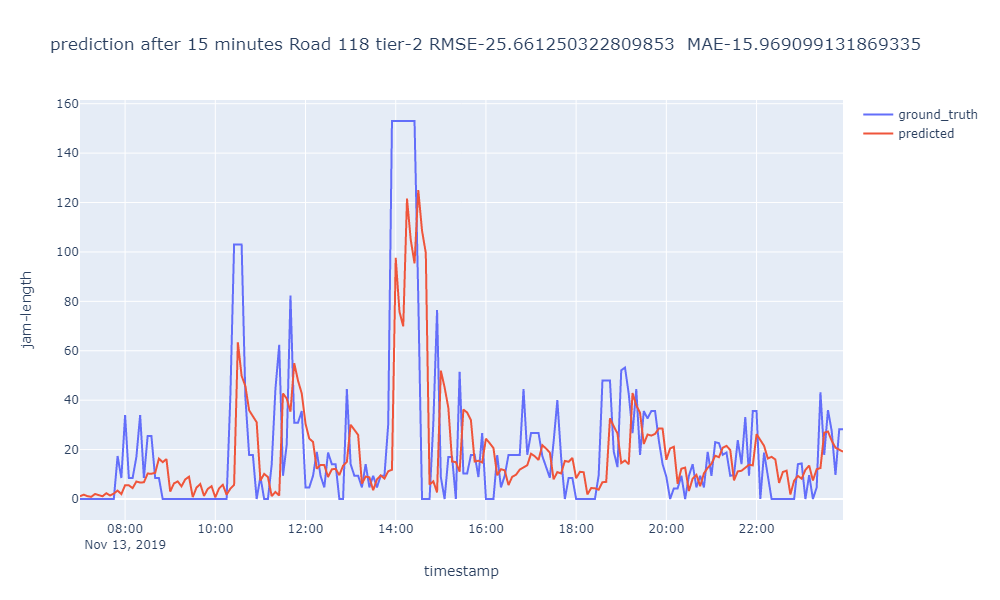 prediction after 15 minutes Road 118 tier-2 RMSE-25.661250322809853  MAE-15.969099131869335
ground_truth
predicted
160
140
120
100
80
60
40
20
0
jam-length
08:00 10:00 12:00 14:00 16:00 18:00 20:00 22:00
Nov 13, 2019
timestamp